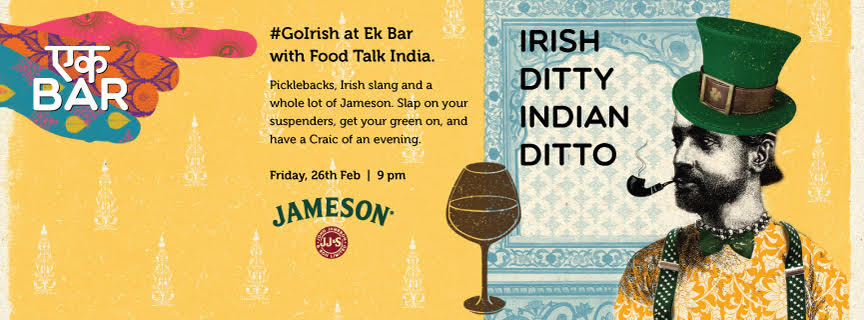 एक
BAR
#GoIrish at Ek Bar
with Food Talk India.
Picklebacks, Irish slang and a
whole lot of Jameson. Slap on your
suspenders, get your green on, and
have a Craic of an evening.
Friday, 26th Feb | 9 pm
JAMESON
JJ&S
IRISH
DITTY
INDIAN
DITTO